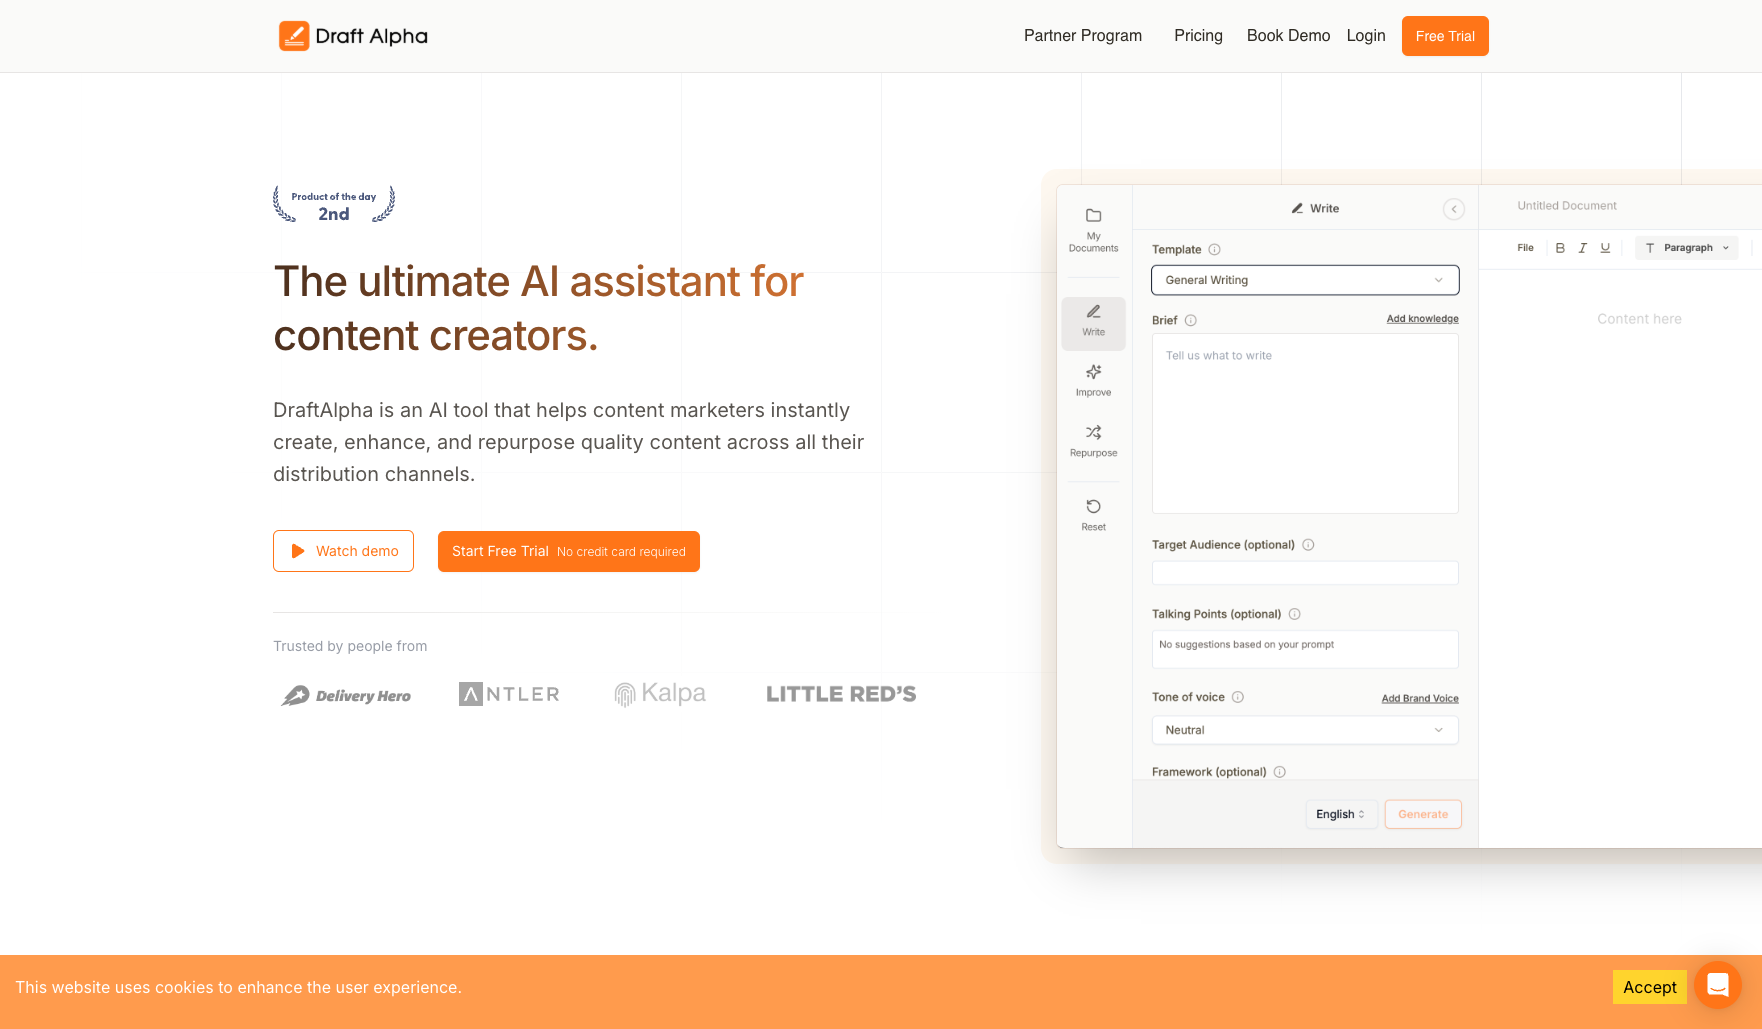 Draft Alpha
Partner Program
Pricing
Book Demo
Login
Free Trial
Product of the day
2nd
The ultimate AI assistant for
content creators.
DraftAlpha is an AI tool that helps content marketers instantly
create, enhance, and repurpose quality content across all their
distribution channels.
Watch demo
Start Free Trial No credit card required
Trusted by people from
Delivery Hero
ANTLER
Kalpa
LITTLE RED'S
My
Documents
Write
Improve
Repurpose
Reset
Write
Template
General Writing
Brief
Add knowledge
Tell us what to write
Target Audience (optional)
Talking Points (optional)
No suggestions based on your prompt
Tone of voice
Add Brand Voice
Neutral
Framework (optional)
English
Generate
Untitled Document
File
B I U
T Paragraph
Content here
This website uses cookies to enhance the user experience.
Accept